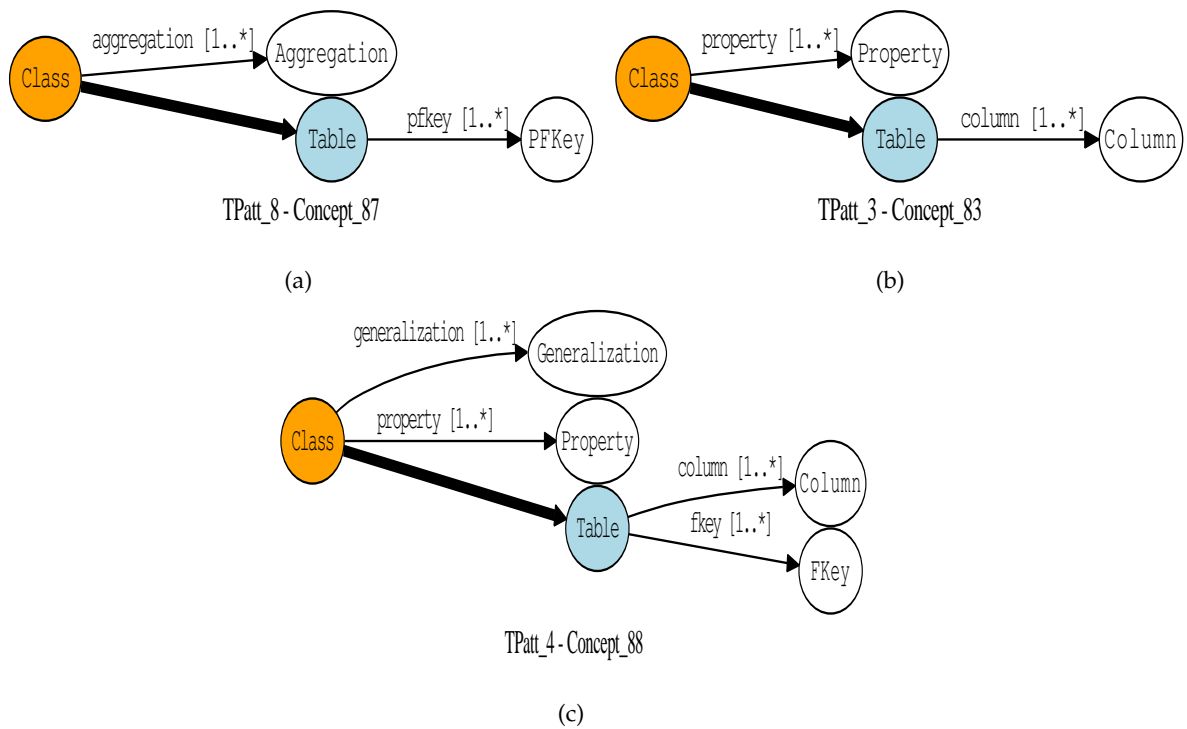 aggregation [1..*]
Aggregation
Class
Table
pfkey [1..*]
PFKey
TPatt_8 - Concept_87
(a)
property [1..*]
Property
Class
Table
column [1..*]
Column
TPatt_3 - Concept_83
(b)
generalization [1..*]
Generalization
Class
property [1..*]
Property
Table
column [1..*]
Column
fkey [1..*]
FKey
TPatt_4 - Concept_88
(c)